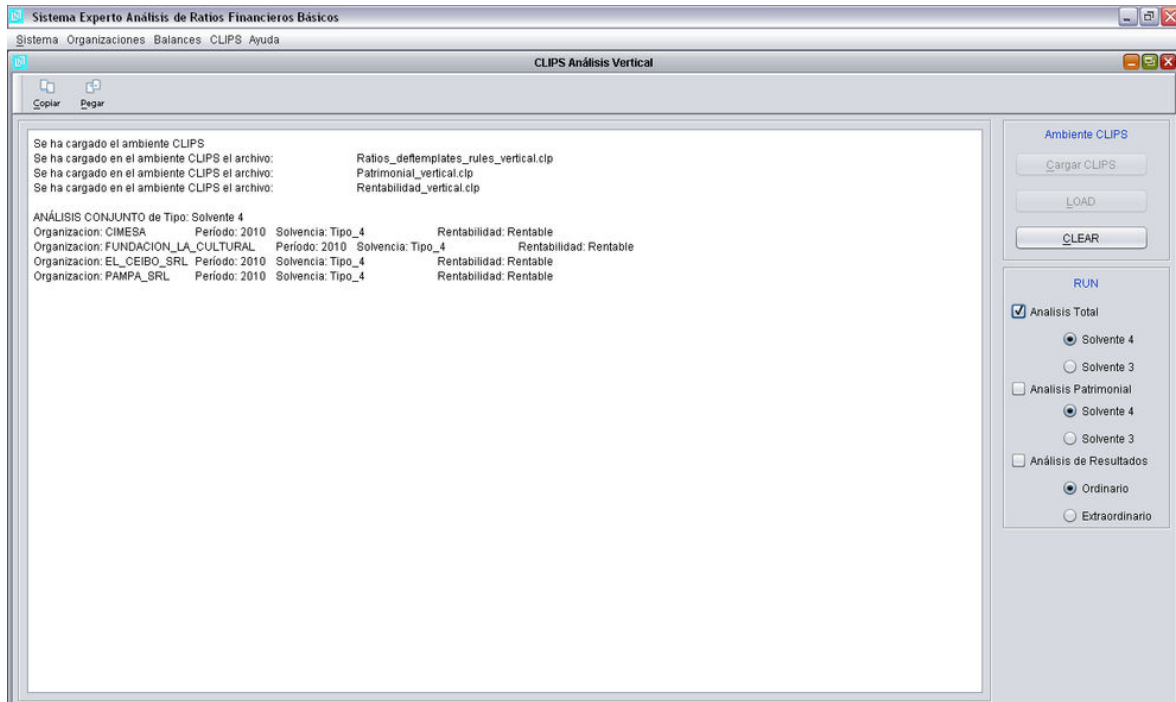 Sistema Experto Análisis de Ratios Financieros Básicos
Sistema Organizaciones Balances CLIPS Ayuda
CLIPS Análisis Vertical
Copiar Pegar
Se ha cargado el ambiente CLIPS
Se ha cargado en el ambiente CLIPS el archivo: Ratios_deftemplates_rules_vertical.clp
Se ha cargado en el ambiente CLIPS el archivo: Patrimonial_vertical.clp
Se ha cargado en el ambiente CLIPS el archivo: Rentabilidad_vertical.clp
ANÁLISIS CONJUNTO de Tipo: Solvente 4
Organizacion: CIMESA Período: 2010 Solvencia: Tipo_4 Rentabilidad: Rentable
Organizacion: FUNDACION_LA_CULTURAL Período: 2010 Solvencia: Tipo_4 Rentabilidad: Rentable
Organizacion: EL_CEIBO_SRL Período: 2010 Solvencia: Tipo_4 Rentabilidad: Rentable
Organizacion: PAMPA_SRL Período: 2010 Solvencia: Tipo_4 Rentabilidad: Rentable
Ambiente CLIPS
Cargar CLIPS
LOAD
CLEAR
RUN
Analisis Total
Solvente 4
Solvente 3
Analisis Patrimonial
Solvente 4
Solvente 3
Análisis de Resultados
Ordinario
Extraordinario